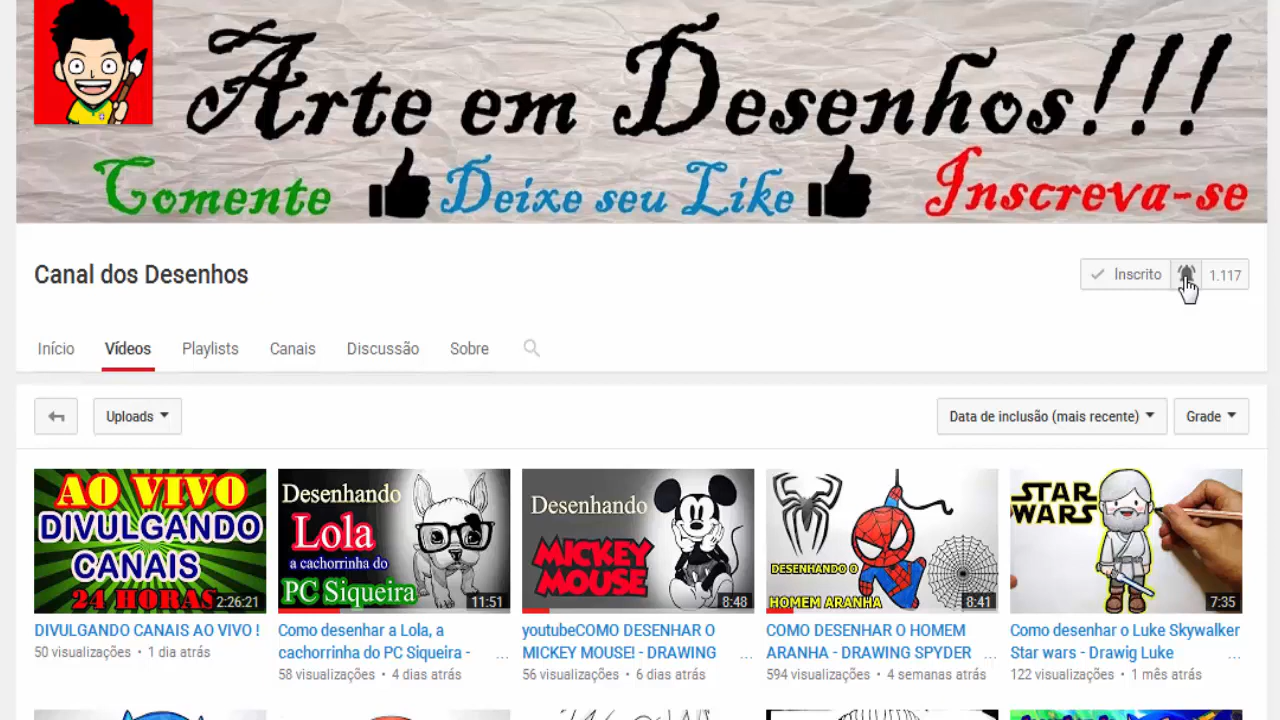 Arte em Desenhos!!!
Comente Deixe seu Like Inscreva-se
Canal dos Desenhos
Inscrito 1.117
Início Vídeos Playlists Canais Discussão Sobre
Uploads Data de inclusão (mais recente) Grade
AO VIVO
DIVULGANDO
CANAIS
24 HORAS
2:26:21
Desenhando
Lola
a cachorrinha do
PC Siqueira
11:51
Desenhando
MICKEY
MOUSE
8:48
DESENHANDO O
HOMEM ARANHA
8:41
STAR
WARS
7:35
DIVULGANDO CANAIS AO VIVO !
50 visualizações • 1 dia atrás
Como desenhar a Lola, a
cachorrinha do PC Siqueira - ...
58 visualizações • 4 dias atrás
youtubeCOMO DESENHAR O
MICKEY MOUSE! - DRAWING ...
56 visualizações • 6 dias atrás
COMO DESENHAR O HOMEM
ARANHA - DRAWING SPYDER ...
594 visualizações • 4 semanas atrás
Como desenhar o Luke Skywalker
Star wars - Drawig Luke ...
122 visualizações • 1 mês atrás